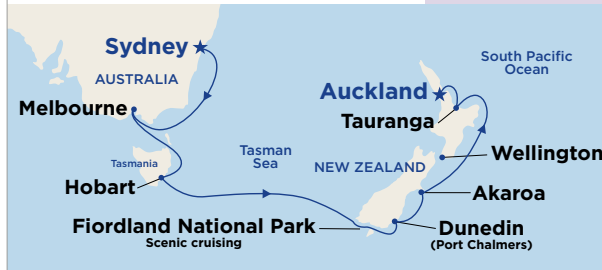 Sydney
AUSTRALIA
Melbourne
Tasmania
Hobart
Tasman
Sea
South Pacific
Ocean
Auckland
Tauranga
NEW ZEALAND
Wellington
Akaroa
Fiordland National Park
Scenic cruising
Dunedin
(Port Chalmers)